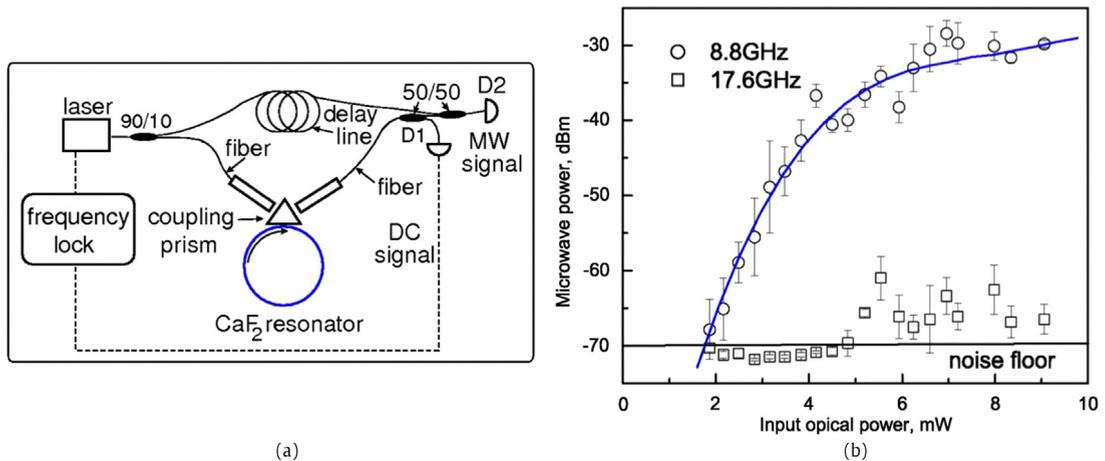 laser
90/10
delay
line
50/50
D2
D1
MW
signal
fiber
fiber
frequency
lock
coupling
prism
DC
signal
CaF2 resonator
(a)
Microwave power, dBm
-30
-40
-50
-60
-70
8.8GHz
17.6GHz
noise floor
0 2 4 6 8 10
Input opical power, mW
(b)